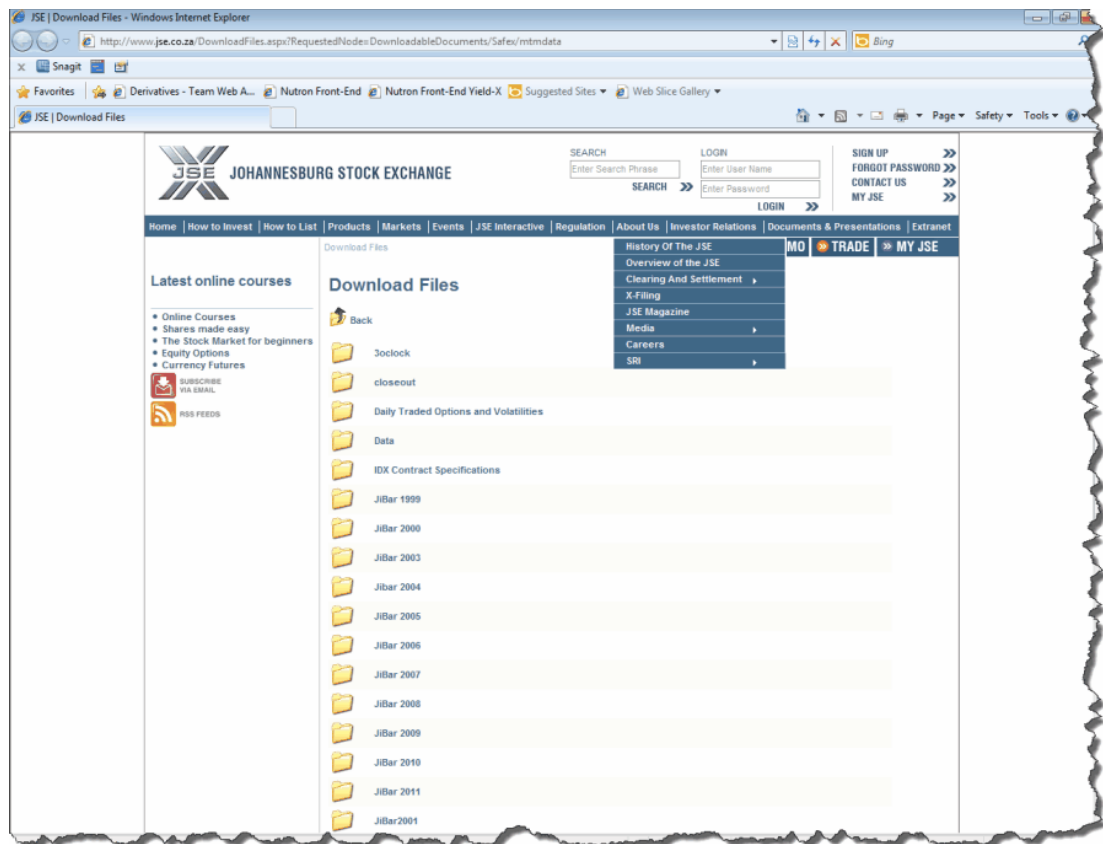 JSE | Download Files - Windows Internet Explorer
http://www.jse.co.za/DownloadFiles.aspx?RequestedNode=DownloadableDocuments/Safex/mtmdata
Bing
x Snagit
Favorites Derivatives - Team Web A... Nutron Front-End Nutron Front-End Yield-X Suggested Sites Web Slice Gallery
JSE | Download Files
Page Safety Tools
JSE JOHANNESBURG STOCK EXCHANGE
SEARCH
Enter Search Phrase
SEARCH
LOGIN
Enter User Name
Enter Password
LOGIN
SIGN UP
FORGOT PASSWORD
CONTACT US
MY JSE
Home | How to Invest | How to List | Products | Markets | Events | JSE Interactive | Regulation | About Us | Investor Relations | Documents & Presentations | Extranet
Download Files
MO TRADE MY JSE
History Of The JSE
Overview of the JSE
Clearing And Settlement
X-Filing
JSE Magazine
Media
Careers
SRI
Latest online courses
Online Courses
Shares made easy
The Stock Market for beginners
Equity Options
Currency Futures
SUBSCRIBE
VIA EMAIL
RSS FEEDS
Download Files
Back
3oclock
closeout
Daily Traded Options and Volatilities
Data
IDX Contract Specifications
JiBar 1999
JiBar 2000
JiBar 2003
Jibar 2004
JiBar 2005
JiBar 2006
JiBar 2007
JiBar 2008
JiBar 2009
JiBar 2010
JiBar 2011
JiBar2001